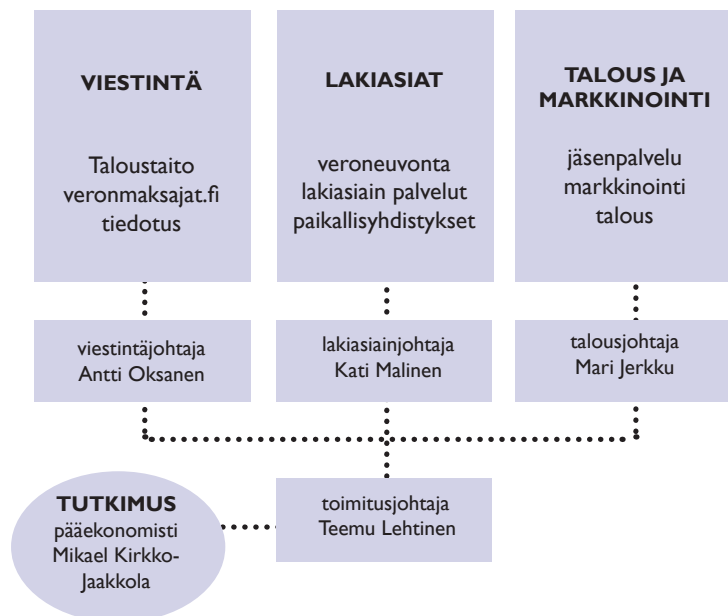 VIESTINTÄ
Taloustaito
veronmaksajat.fi
tiedotus
LAKIASIAT
veroneuvonta
lakiasiain palvelut
paikallisyhdistykset
TALOUS JA
MARKKINOINTI
jäsenpalvelu
markkinointi
talous
viestintäjohtaja
Antti Oksanen
lakiasiainjohtaja
Kati Malinen
talousjohtaja
Mari Jerkku
TUTKIMUS
pääekonomisti
Mikael Kirkko-
Jaakkola
toimitusjohtaja
Teemu Lehtinen